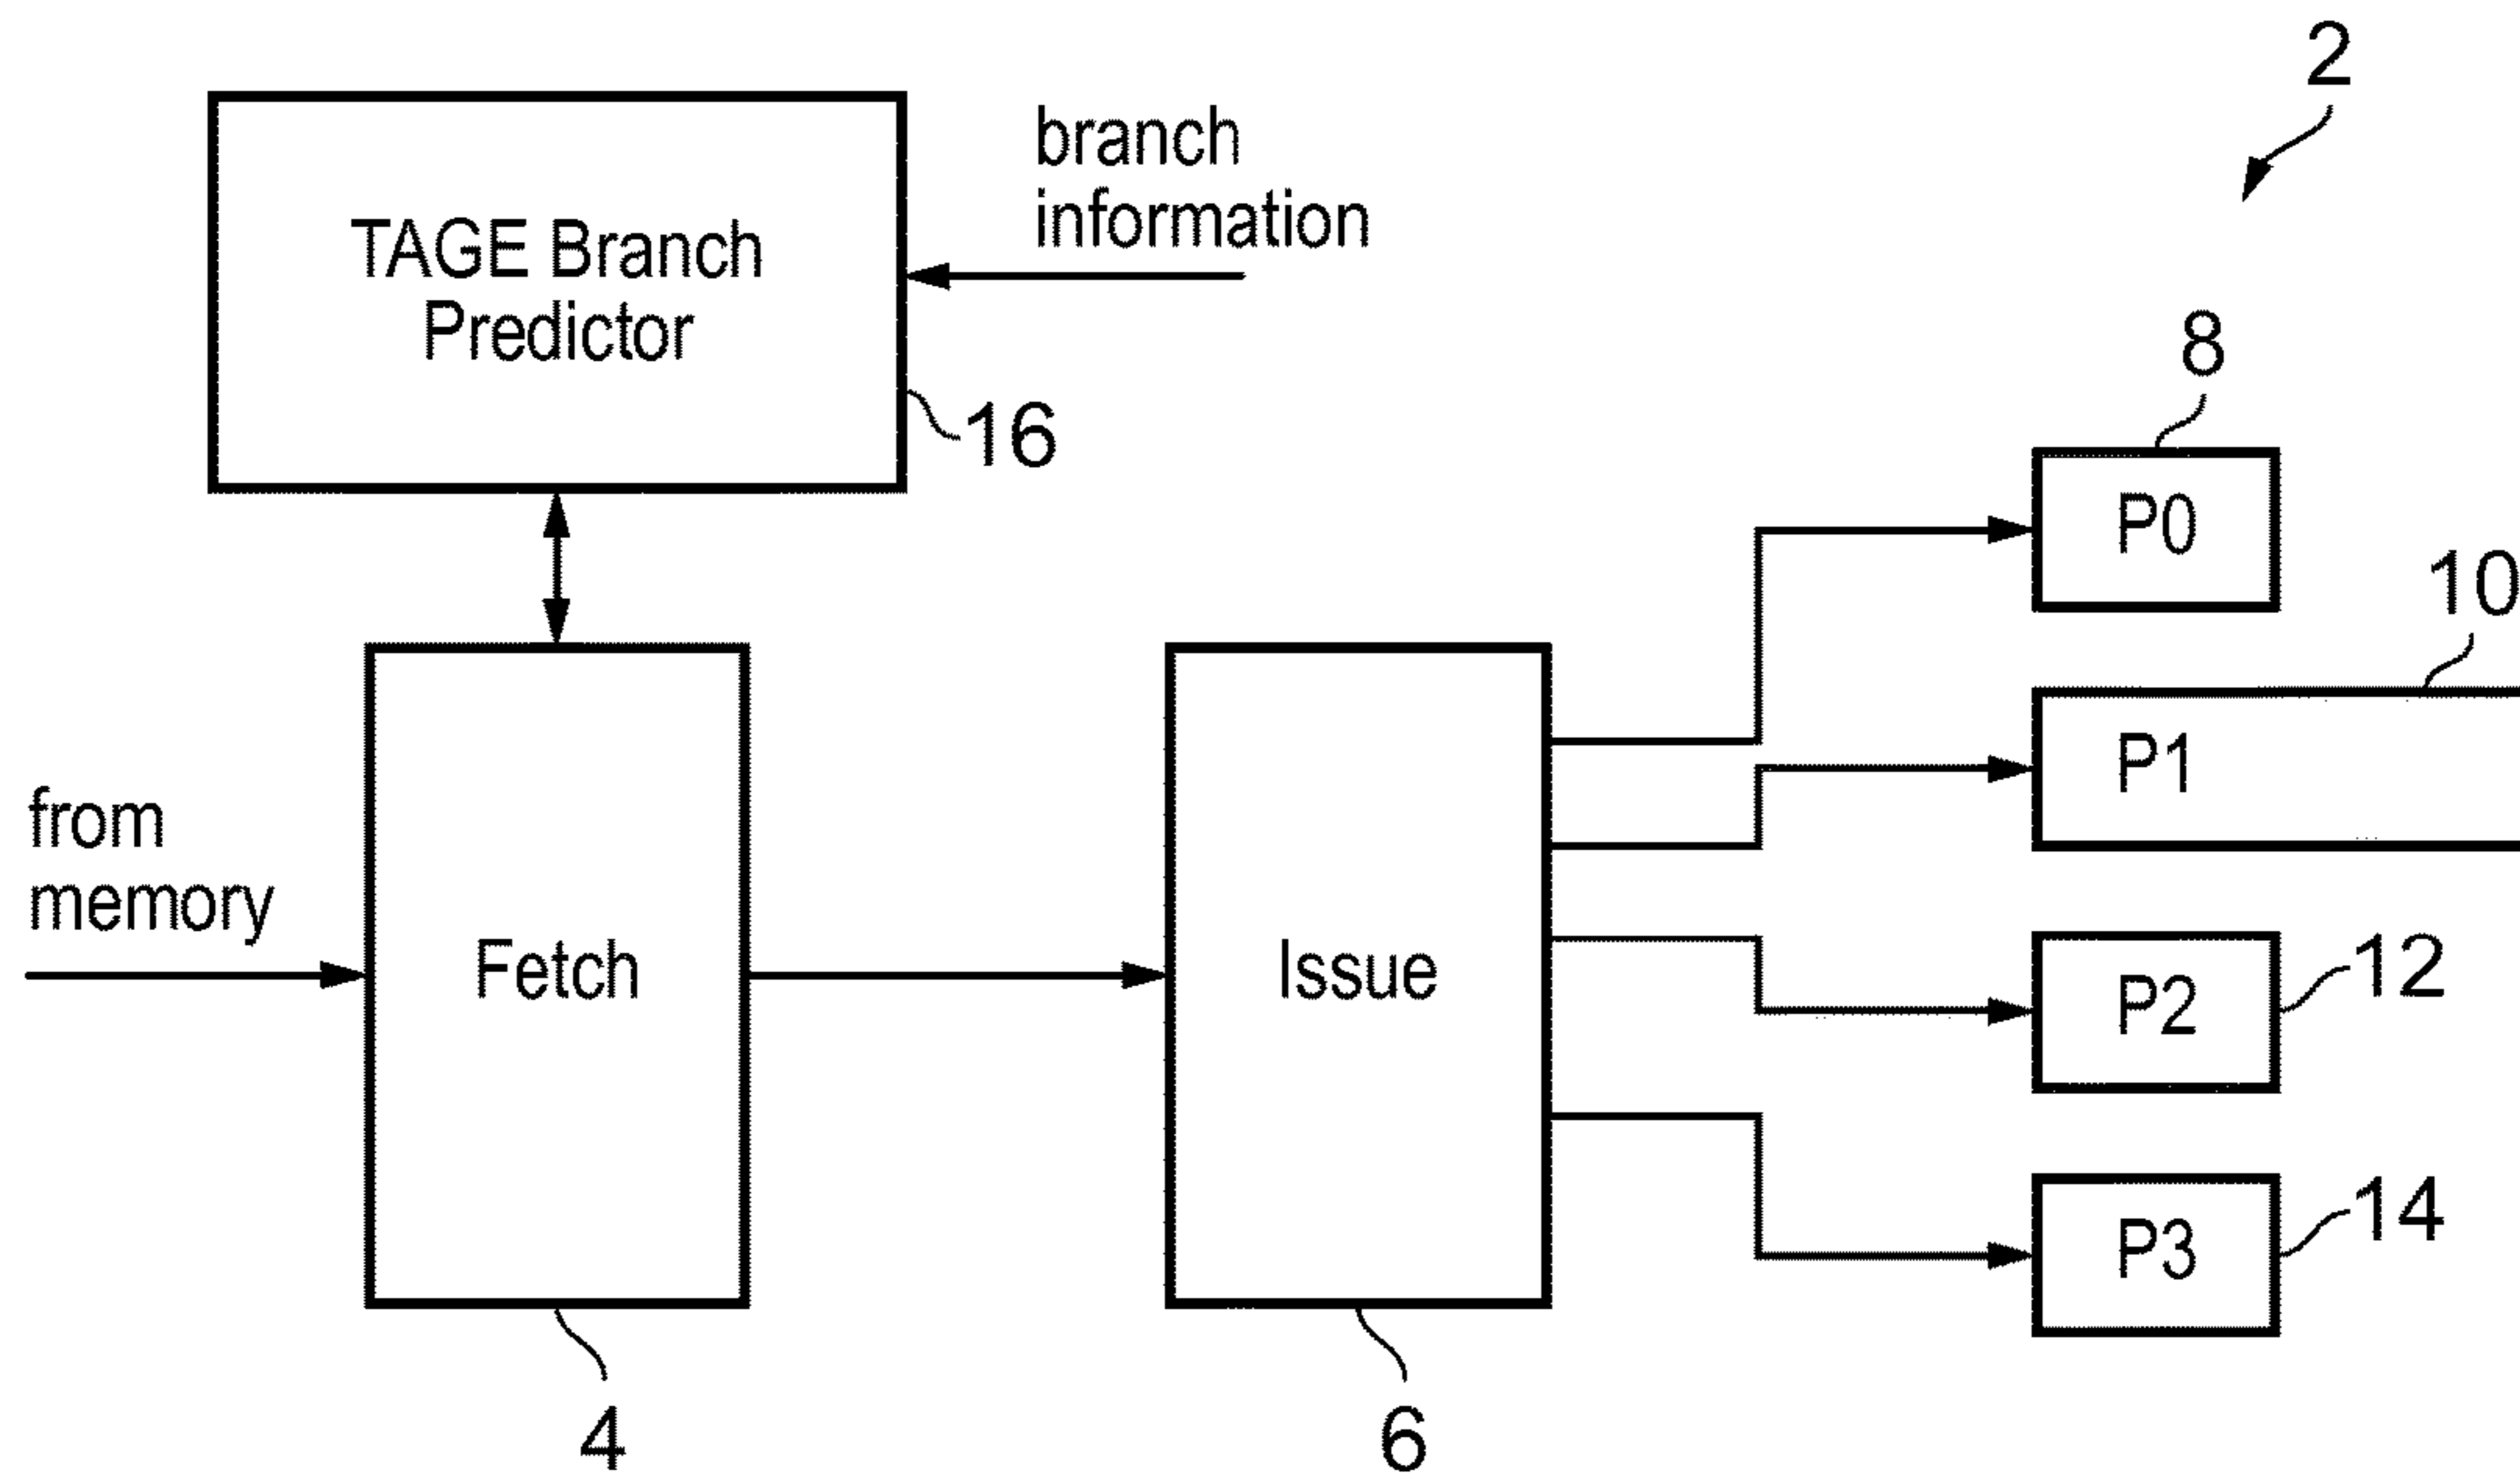 2
TAGE Branch
Predictor
branch
information
16
8
P0
10
P1
from
memory
Fetch
Issue
12
P2
14
P3
4
6